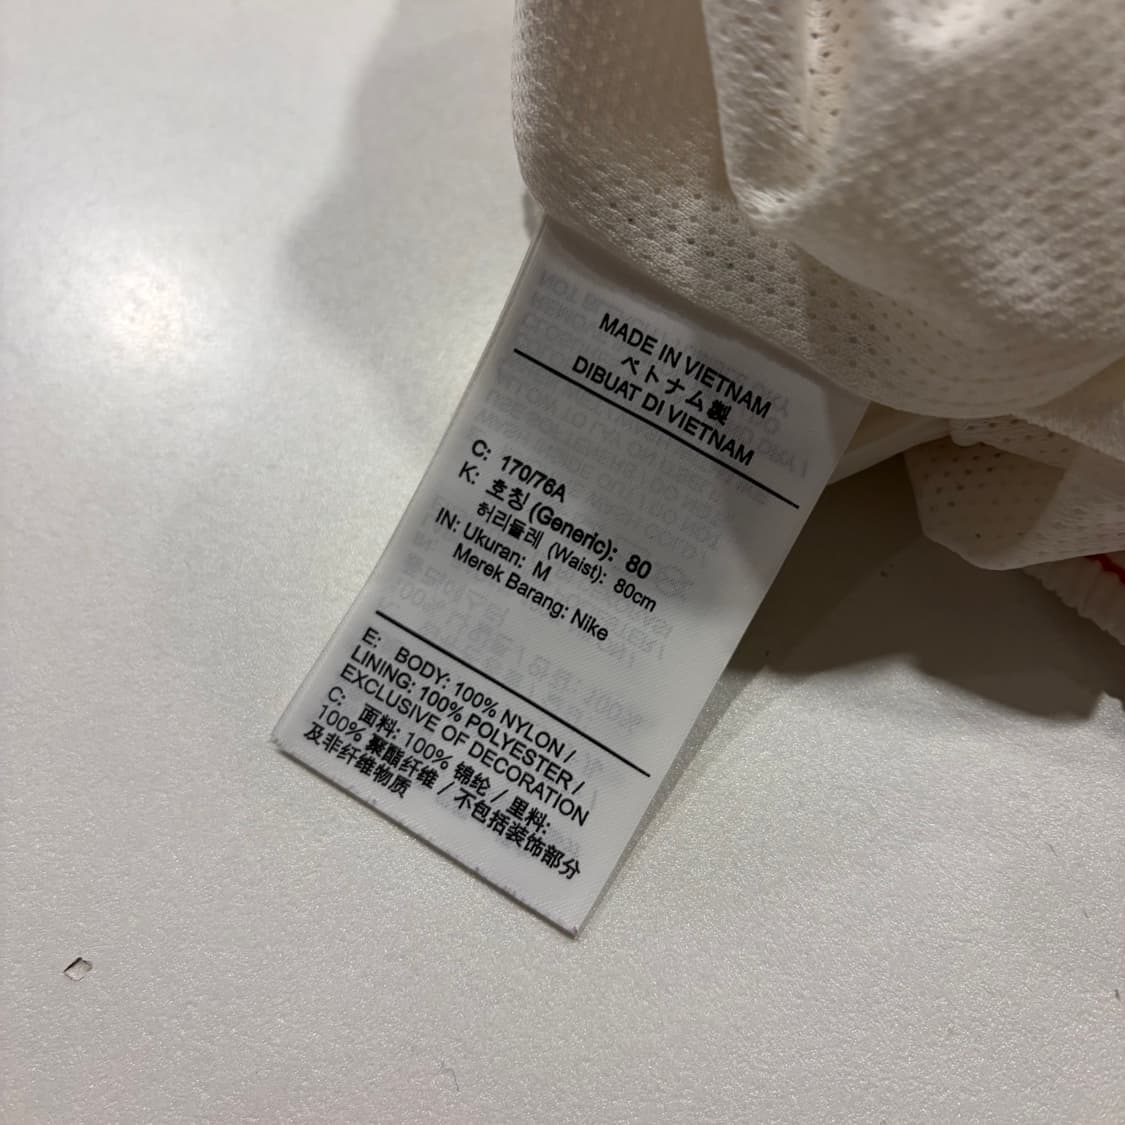 MADE IN VIETNAM
ベトナム製
DIBUAT DI VIETNAM
C: 170/76A
K: 호칭 (Generic): 80
허리둘레 (Waist): 80cm
IN: Ukuran: M
Merek Barang: Nike
E: BODY: 100% NYLON /
LINING: 100% POLYESTER /
EXCLUSIVE OF DECORATION
C: 面料: 100% 锦纶 / 里料:
100% 聚酯纤维 / 不包括装饰部分
及非纤维物质